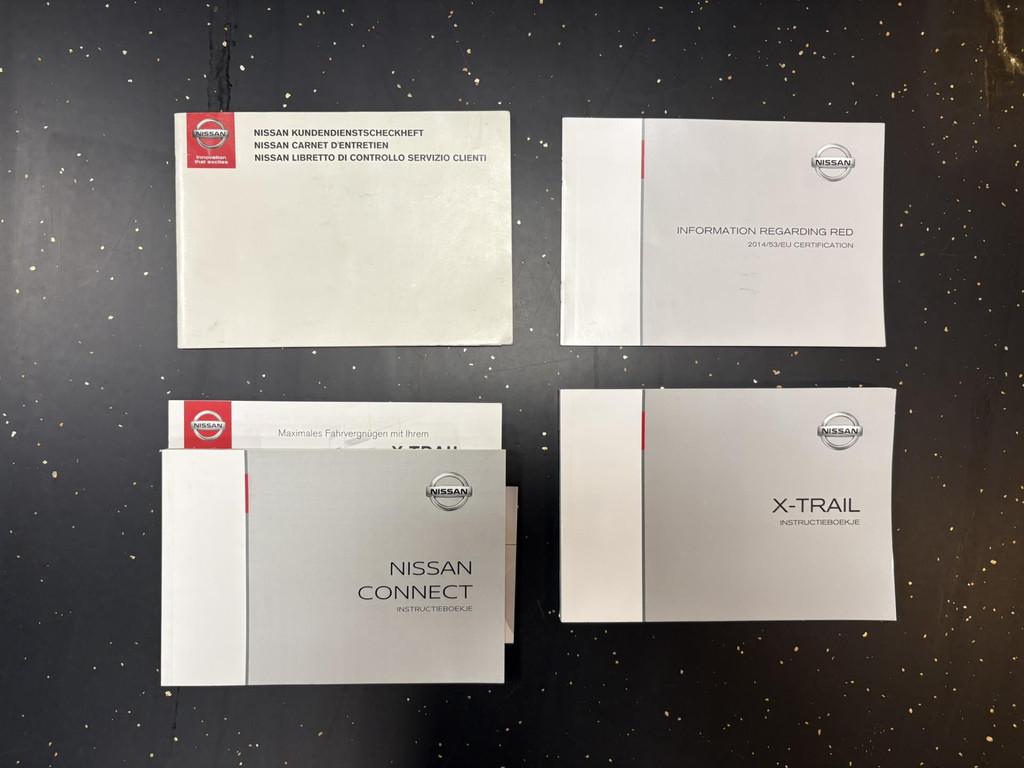 NISSAN
Innovation
that excites
NISSAN KUNDENDIENSTSCHECKHEFT
NISSAN CARNET D'ENTRETIEN
NISSAN LIBRETTO DI CONTROLLO SERVIZIO CLIENTI
NISSAN
INFORMATION REGARDING RED
2014/53/EU CERTIFICATION
NISSAN
Maximales Fahrvergnügen mit Ihrem
X-TRAIL
NISSAN
NISSAN
CONNECT
INSTRUCTIEBOEKJE
NISSAN
X-TRAIL
INSTRUCTIEBOEKJE